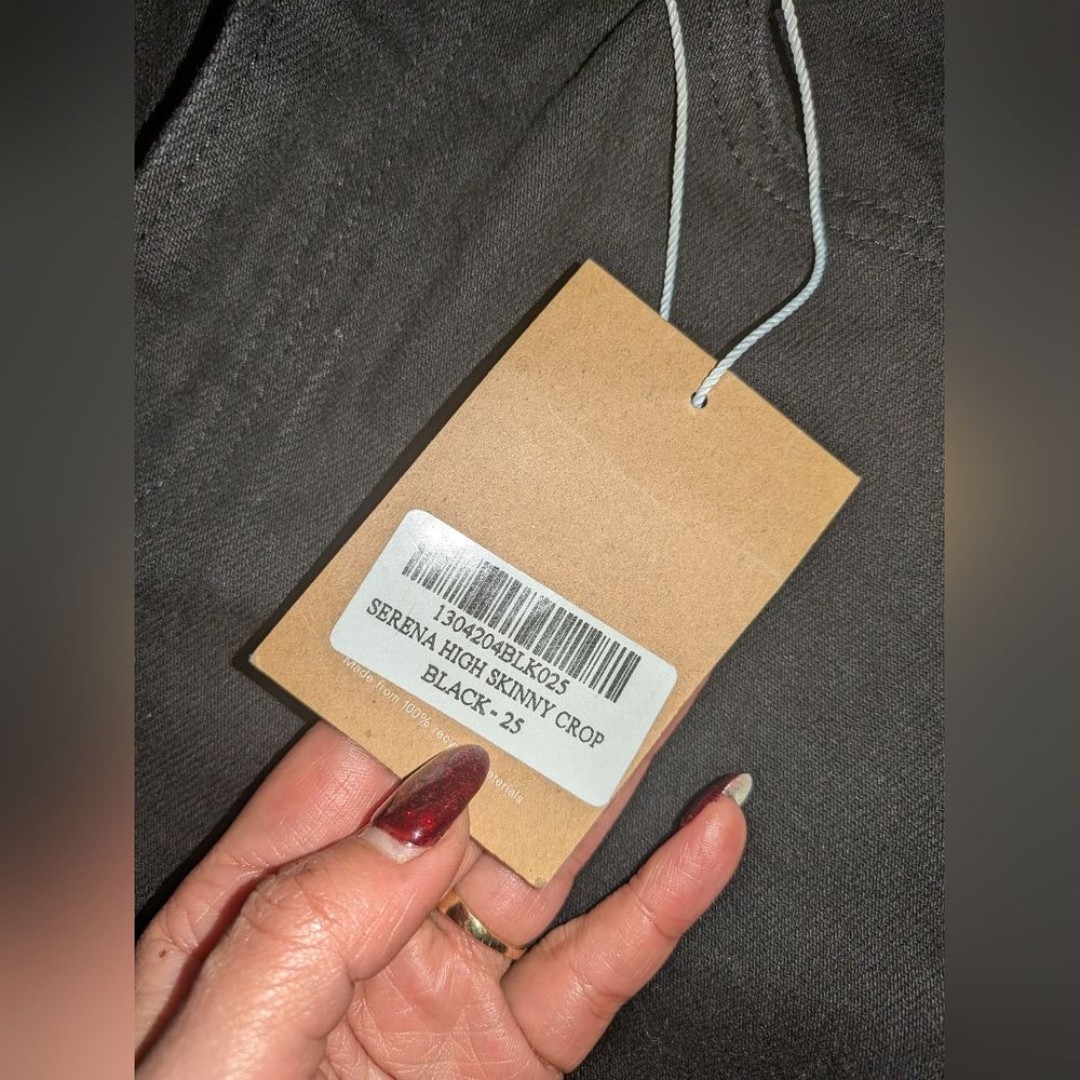 1304204BLK025
SERENA HIGH SKINNY CROP
BLACK - 25
Made from 100%